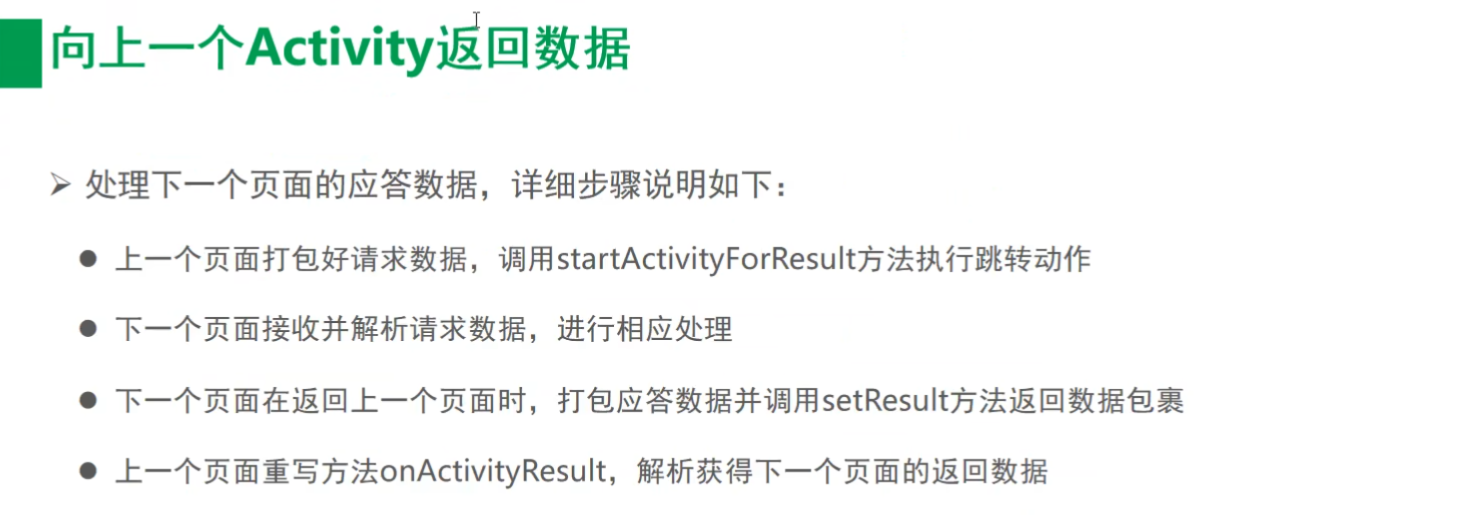 向上一个Activity返回数据
处理下一个页面的应答数据，详细步骤说明如下：
上一个页面打包好请求数据，调用startActivityForResult方法执行跳转动作
下一个页面接收并解析请求数据，进行相应处理
下一个页面在返回上一个页面时，打包应答数据并调用setResult方法返回数据包裹
上一个页面重写方法onActivityResult，解析获得下一个页面的返回数据